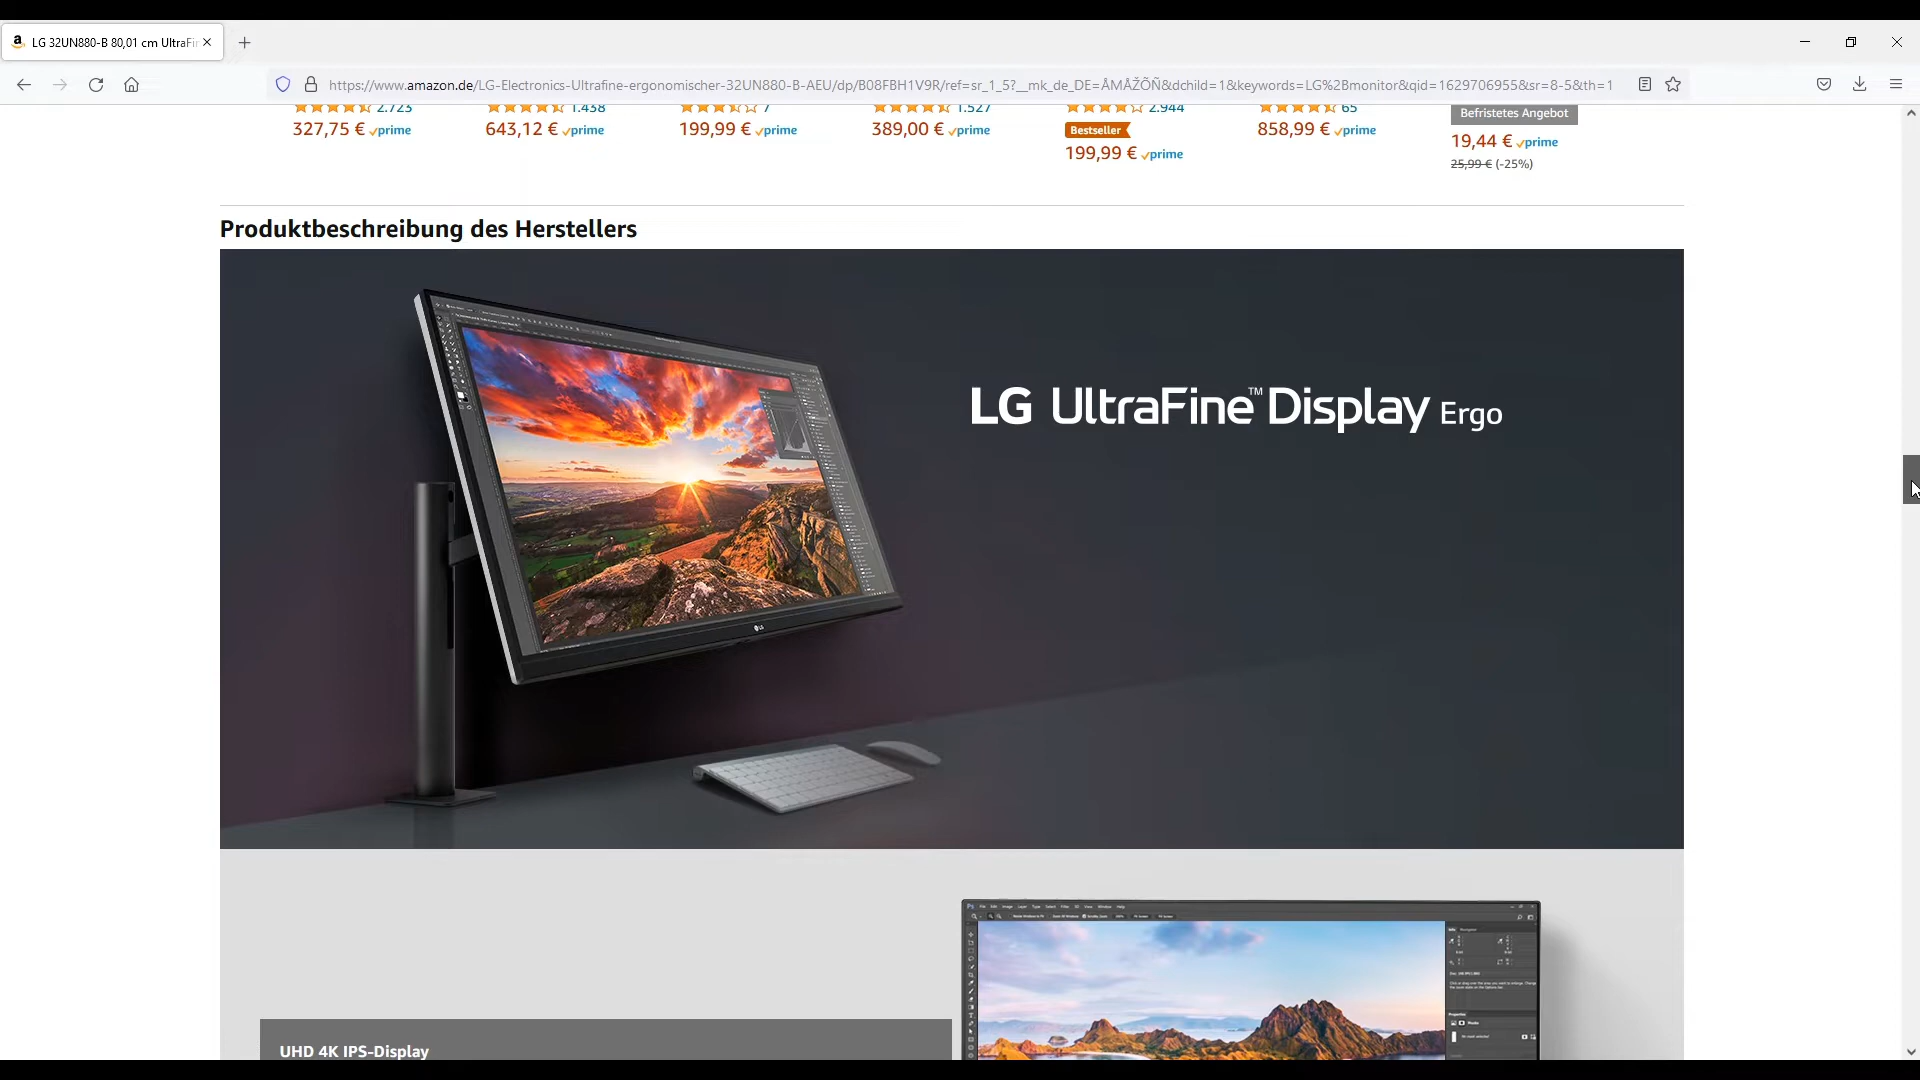 LG 32UN880-B 80,01 cm UltraFin
https://www.amazon.de/LG-Electronics-Ultrafine-ergonomischer-32UN880-B-AEU/dp/B08FBH1V9R/ref=sr_1_5?__mk_de_DE=ÅMÅŽÕÑ&dchild=1&keywords=LG%2Bmonitor&qid=1629706955&sr=8-5&th=1
2.723 1.438 7 1.527 2.944 65 Befristetes Angebot
327,75 € prime 643,12 € prime 199,99 € prime 389,00 € prime Bestseller 858,99 € prime 19,44 € prime
199,99 € prime 25,99 € (-25%)
Produktbeschreibung des Herstellers
LG UltraFine™ Display Ergo
LG
UHD 4K IPS-Display